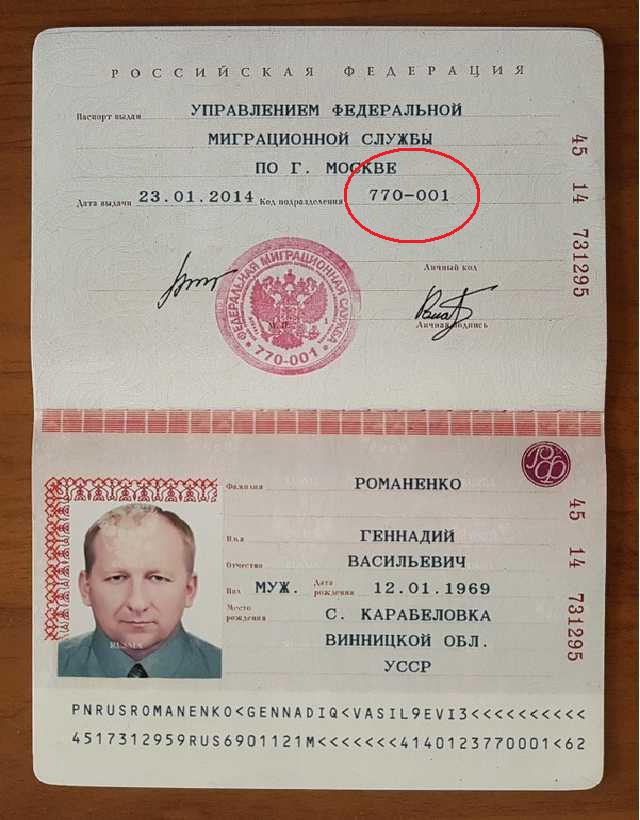 РОССИЙСКАЯ ФЕДЕРАЦИЯ
Паспорт выдан УПРАВЛЕНИЕМ ФЕДЕРАЛЬНОЙ
МИГРАЦИОННОЙ СЛУЖБЫ
ПО Г. МОСКВЕ
Дата выдачи 23.01.2014 Код подразделения 770-001
45 14 731295
Личный код
ФЕДЕРАЛЬНАЯ МИГРАЦИОННАЯ СЛУЖБА
770-001
М.П.
Личная подпись
РФ
Фамилия РОМАНЕНКО
Имя ГЕННАДИЙ
Отчество ВАСИЛЬЕВИЧ
Пол МУЖ. Дата рождения 12.01.1969
Место рождения С. КАРАБЕЛОВКА
ВИННИЦКОЙ ОБЛ.
УССР
45 14 731295
PNRUSROMANENKO<GENNADIQ<VASIL9EVI3<<<<<<<<<<
4517312959RUS6901121M<<<<<<<4140123770001<62